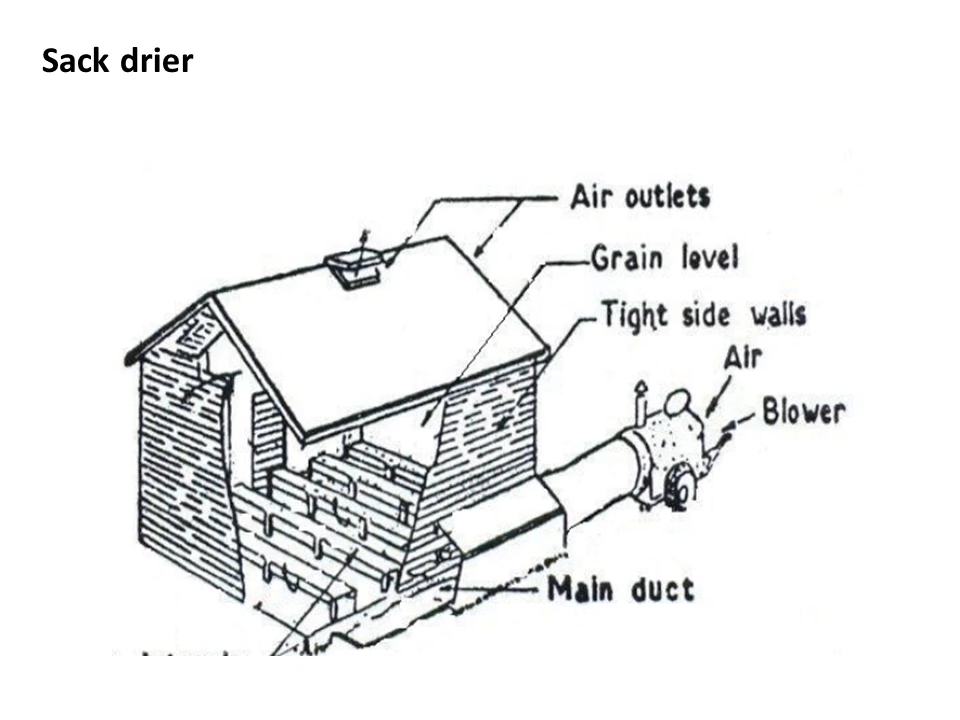 Sack drier
Air outlets
Grain level
Tight side walls
Air
Blower
Main duct